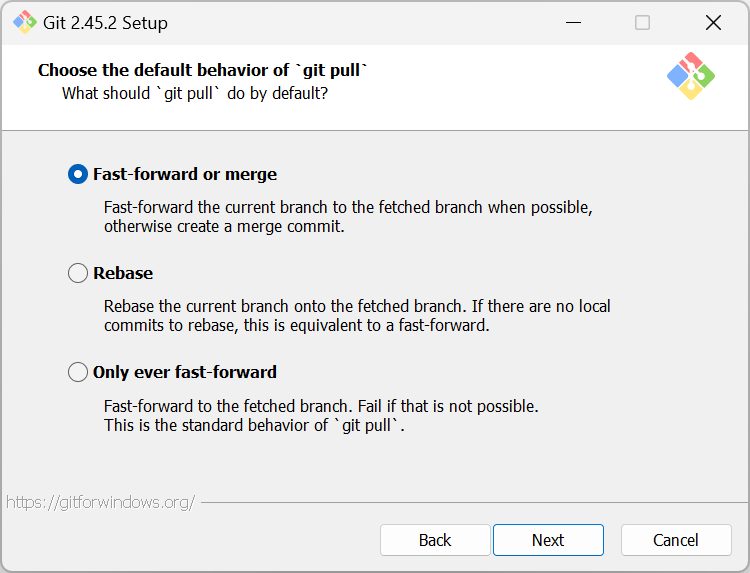 Git 2.45.2 Setup
Choose the default behavior of `git pull`
What should `git pull` do by default?
Fast-forward or merge
Fast-forward the current branch to the fetched branch when possible,
otherwise create a merge commit.
Rebase
Rebase the current branch onto the fetched branch. If there are no local
commits to rebase, this is equivalent to a fast-forward.
Only ever fast-forward
Fast-forward to the fetched branch. Fail if that is not possible.
This is the standard behavior of `git pull`.
https://gitforwindows.org/
Back Next Cancel